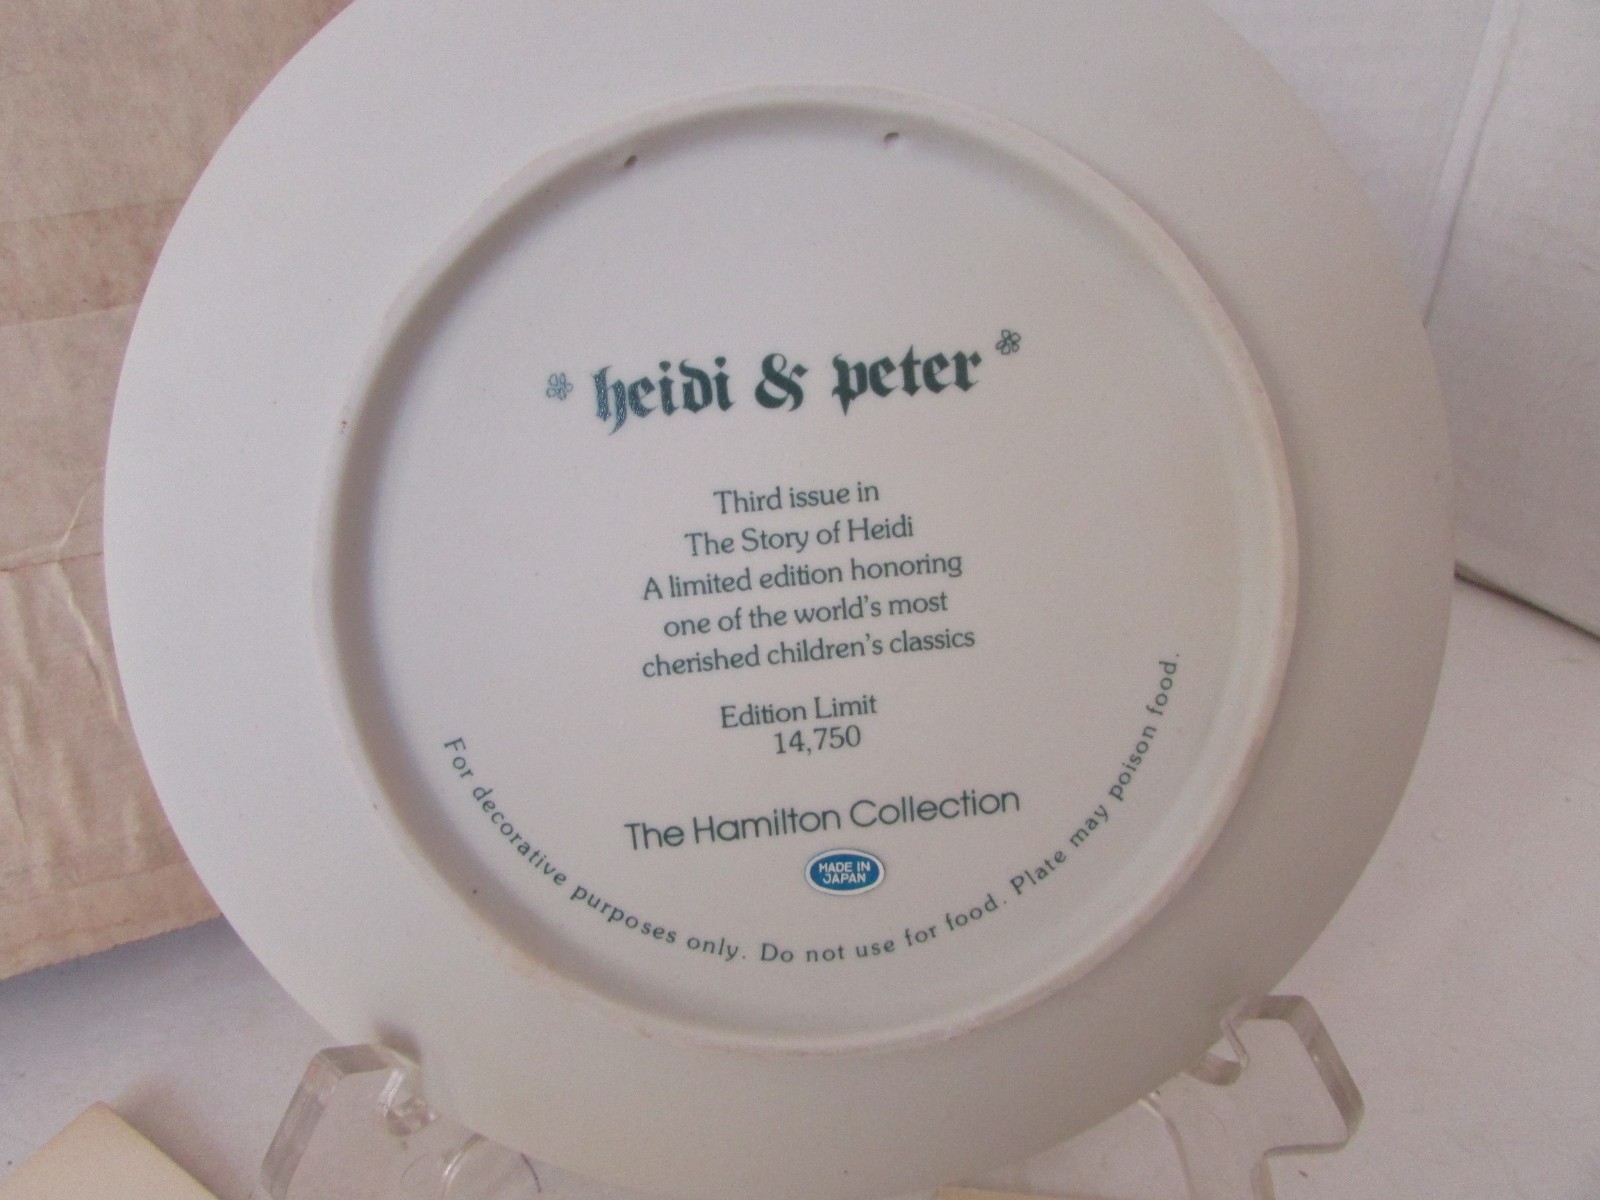 heidi & peter
Third issue in
The Story of Heidi
A limited edition honoring
one of the world's most
cherished children's classics
Edition Limit
14,750
The Hamilton Collection
MADE IN
JAPAN
For decorative purposes only. Do not use for food. Plate may poison food.